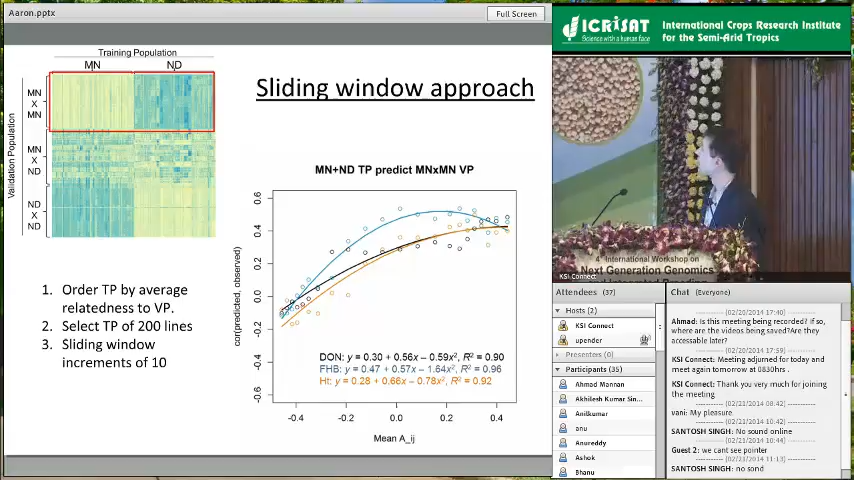 Aaron.pptx
Full Screen
Training Population
MN
ND
Validation Population
MN
X
MN
MN
X
ND
ND
X
ND
Sliding window approach
MN+ND TP predict MNxMN VP
cor(predicted, observed)
0.6
0.4
0.2
0.0
-0.2
-0.4
-0.6
DON: y = 0.30 + 0.56x − 0.59x², R² = 0.90
FHB: y = 0.47 + 0.57x − 1.64x², R² = 0.96
Ht: y = 0.28 + 0.66x − 0.78x², R² = 0.92
-0.4
-0.2
0.0
0.2
0.4
Mean A_ij
1. Order TP by average
relatedness to VP.
2. Select TP of 200 lines
3. Sliding window
increments of 10
ICRISAT
Science with a human face
International Crops Research Institute
for the Semi-Arid Tropics
4th International Workshop on
Next Generation Genomics
KSI Connect
Attendees (37)
Hosts (2)
KSI Connect
upender
Presenters (0)
Participants (35)
Ahmad Mannan
Akhilesh Kumar Sin...
Anilkumar
anu
Anureddy
Ashok
Bhanu
Chat (Everyone)
(02/20/2014 17:40)
Ahmad: Is this meeting being recorded? If so,
where are the videos being saved?Are they
accessable later?
(02/20/2014 17:59)
KSI Connect: Meeting adjurned for today and
meet again tomorrow at 0830hrs .
KSI Connect: Thank you very much for joining
the meeting
(02/21/2014 08:42)
vani: My pleasure
(02/21/2014 10:42)
SANTOSH SINGH: No sound online
(02/21/2014 10:44)
Guest 2: we cant see pointer
(02/21/2014 11:13)
SANTOSH SINGH: no sond